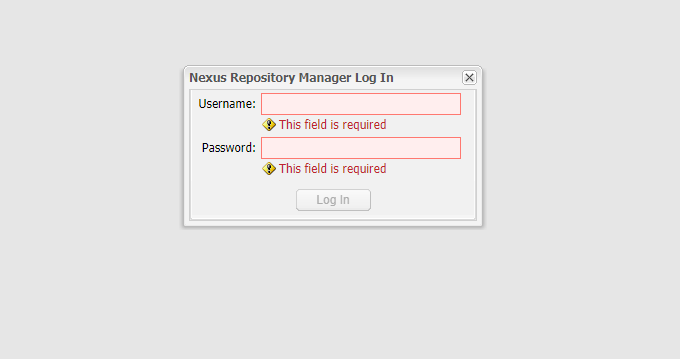 Nexus Repository Manager Log In
Username:
This field is required
Password:
This field is required
Log In